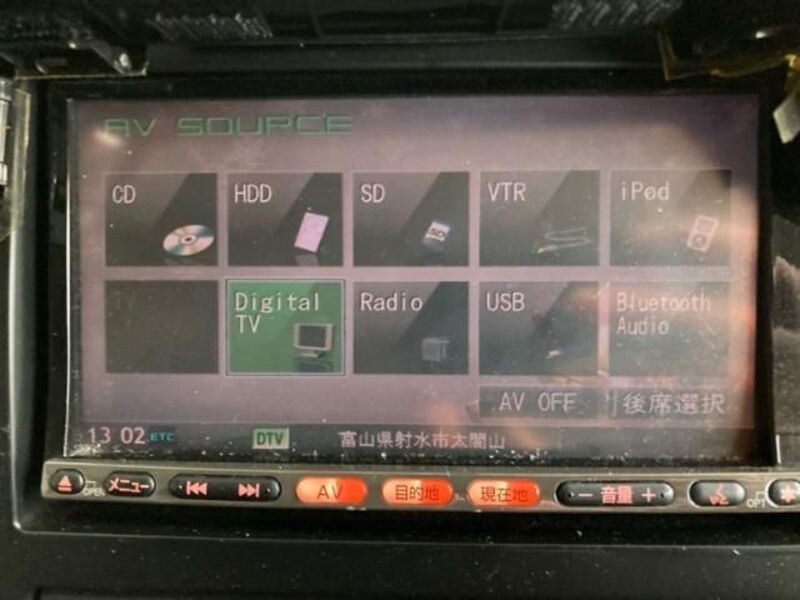 AV SOURCE
CD HDD SD VTR iPod
TV Digital TV Radio USB Bluetooth Audio
AV OFF 後席選択
13 02 ETC DTV 富山県射水市太閤山
OPEN メニュー AV 目的地 現在地 − 音量 + OPT ✱